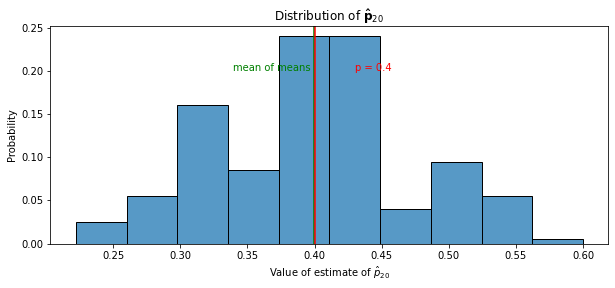 Distribution of p̂₂₀
0.25
0.20
0.15
0.10
0.05
0.00
Probability
mean of means
p = 0.4
0.25 0.30 0.35 0.40 0.45 0.50 0.55 0.60
Value of estimate of p̂₂₀